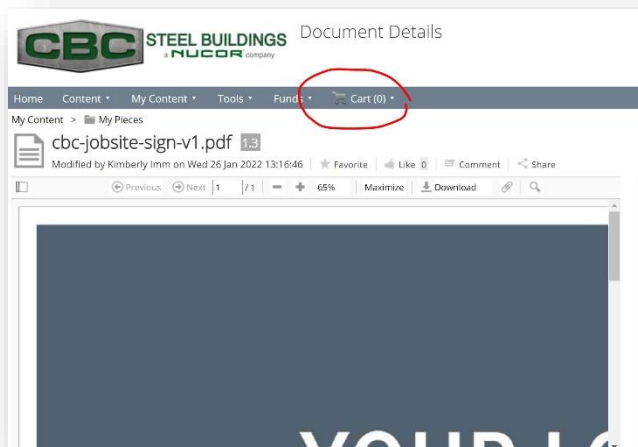 CBC STEEL BUILDINGS
a NUCOR company
Document Details
Home Content My Content Tools Funds Cart (0)
My Content > My Pieces
cbc-jobsite-sign-v1.pdf 1.3
Modified by Kimberly Imm on Wed 26 Jan 2022 13:16:46 Favorite Like 0 Comment Share
Previous Next 1 /1 65% Maximize Download
YOUR